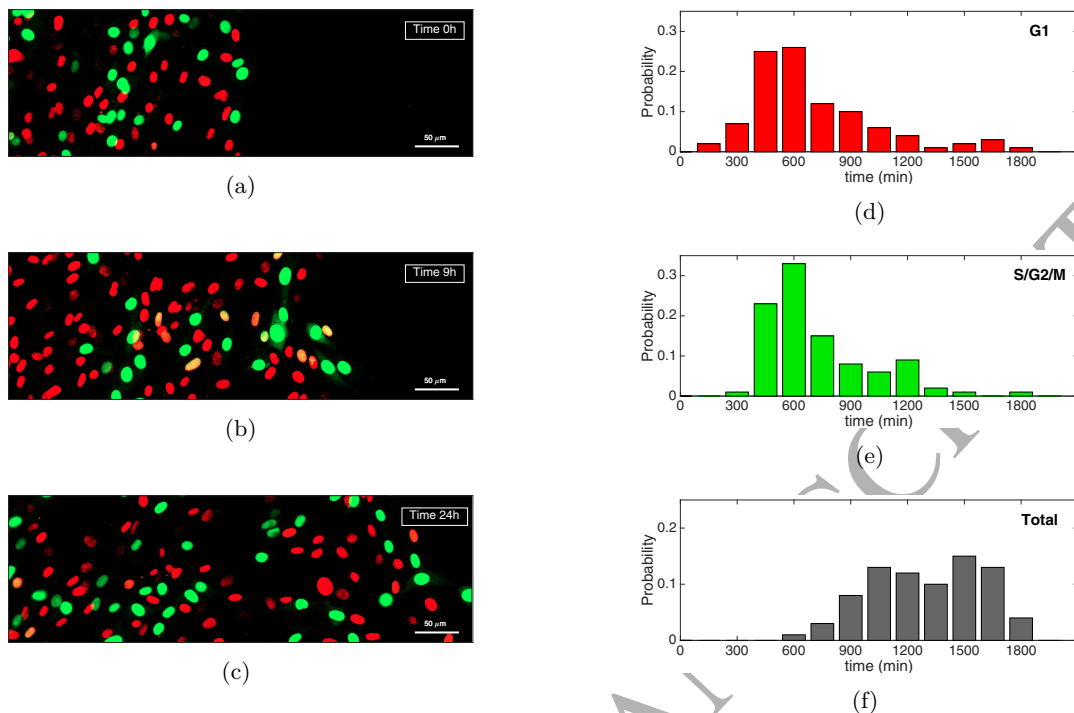 Time 0h
50 μm
(a)
Time 9h
50 μm
(b)
Time 24h
50 μm
(c)
G1
Probability
0.3
0.2
0.1
0
0 300 600 900 1200 1500 1800
time (min)
(d)
S/G2/M
Probability
0.3
0.2
0.1
0
0 300 600 900 1200 1500 1800
time (min)
(e)
Total
Probability
0.2
0.1
0
0 300 600 900 1200 1500 1800
time (min)
(f)